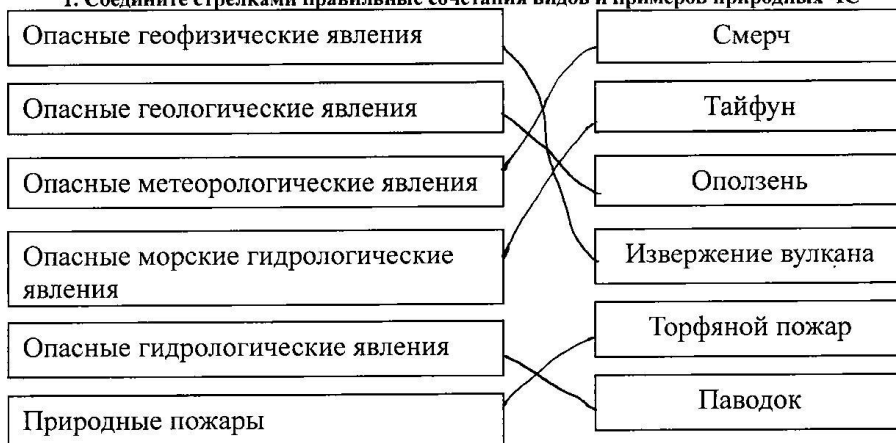 1. Соедините стрелками правильные сочетания видов и примеров природных ЧС
Опасные геофизические явления
Смерч
Опасные геологические явления
Тайфун
Опасные метеорологические явления
Оползень
Опасные морские гидрологические
явления
Извержение вулкана
Опасные гидрологические явления
Торфяной пожар
Природные пожары
Паводок